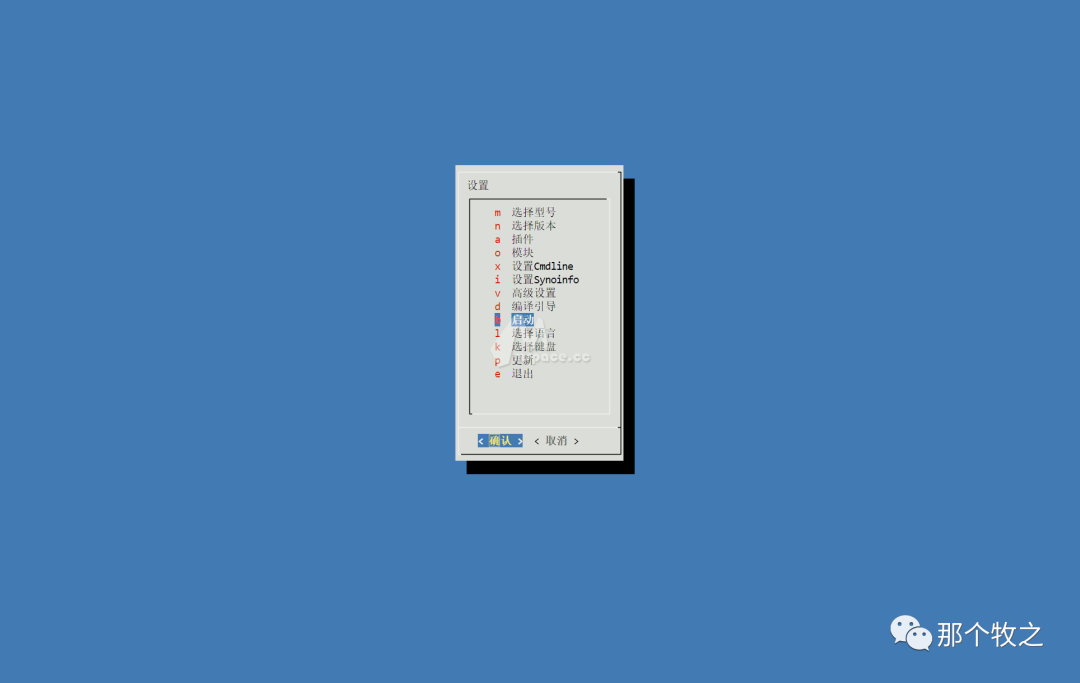 设置
m 选择型号
n 选择版本
a 插件
o 模块
x 设置Cmdline
i 设置Synoinfo
v 高级设置
d 编译引导
启动
l 选择语言
k 选择键盘
p 更新
e 退出
< 确认 > < 取消 >
那个牧之